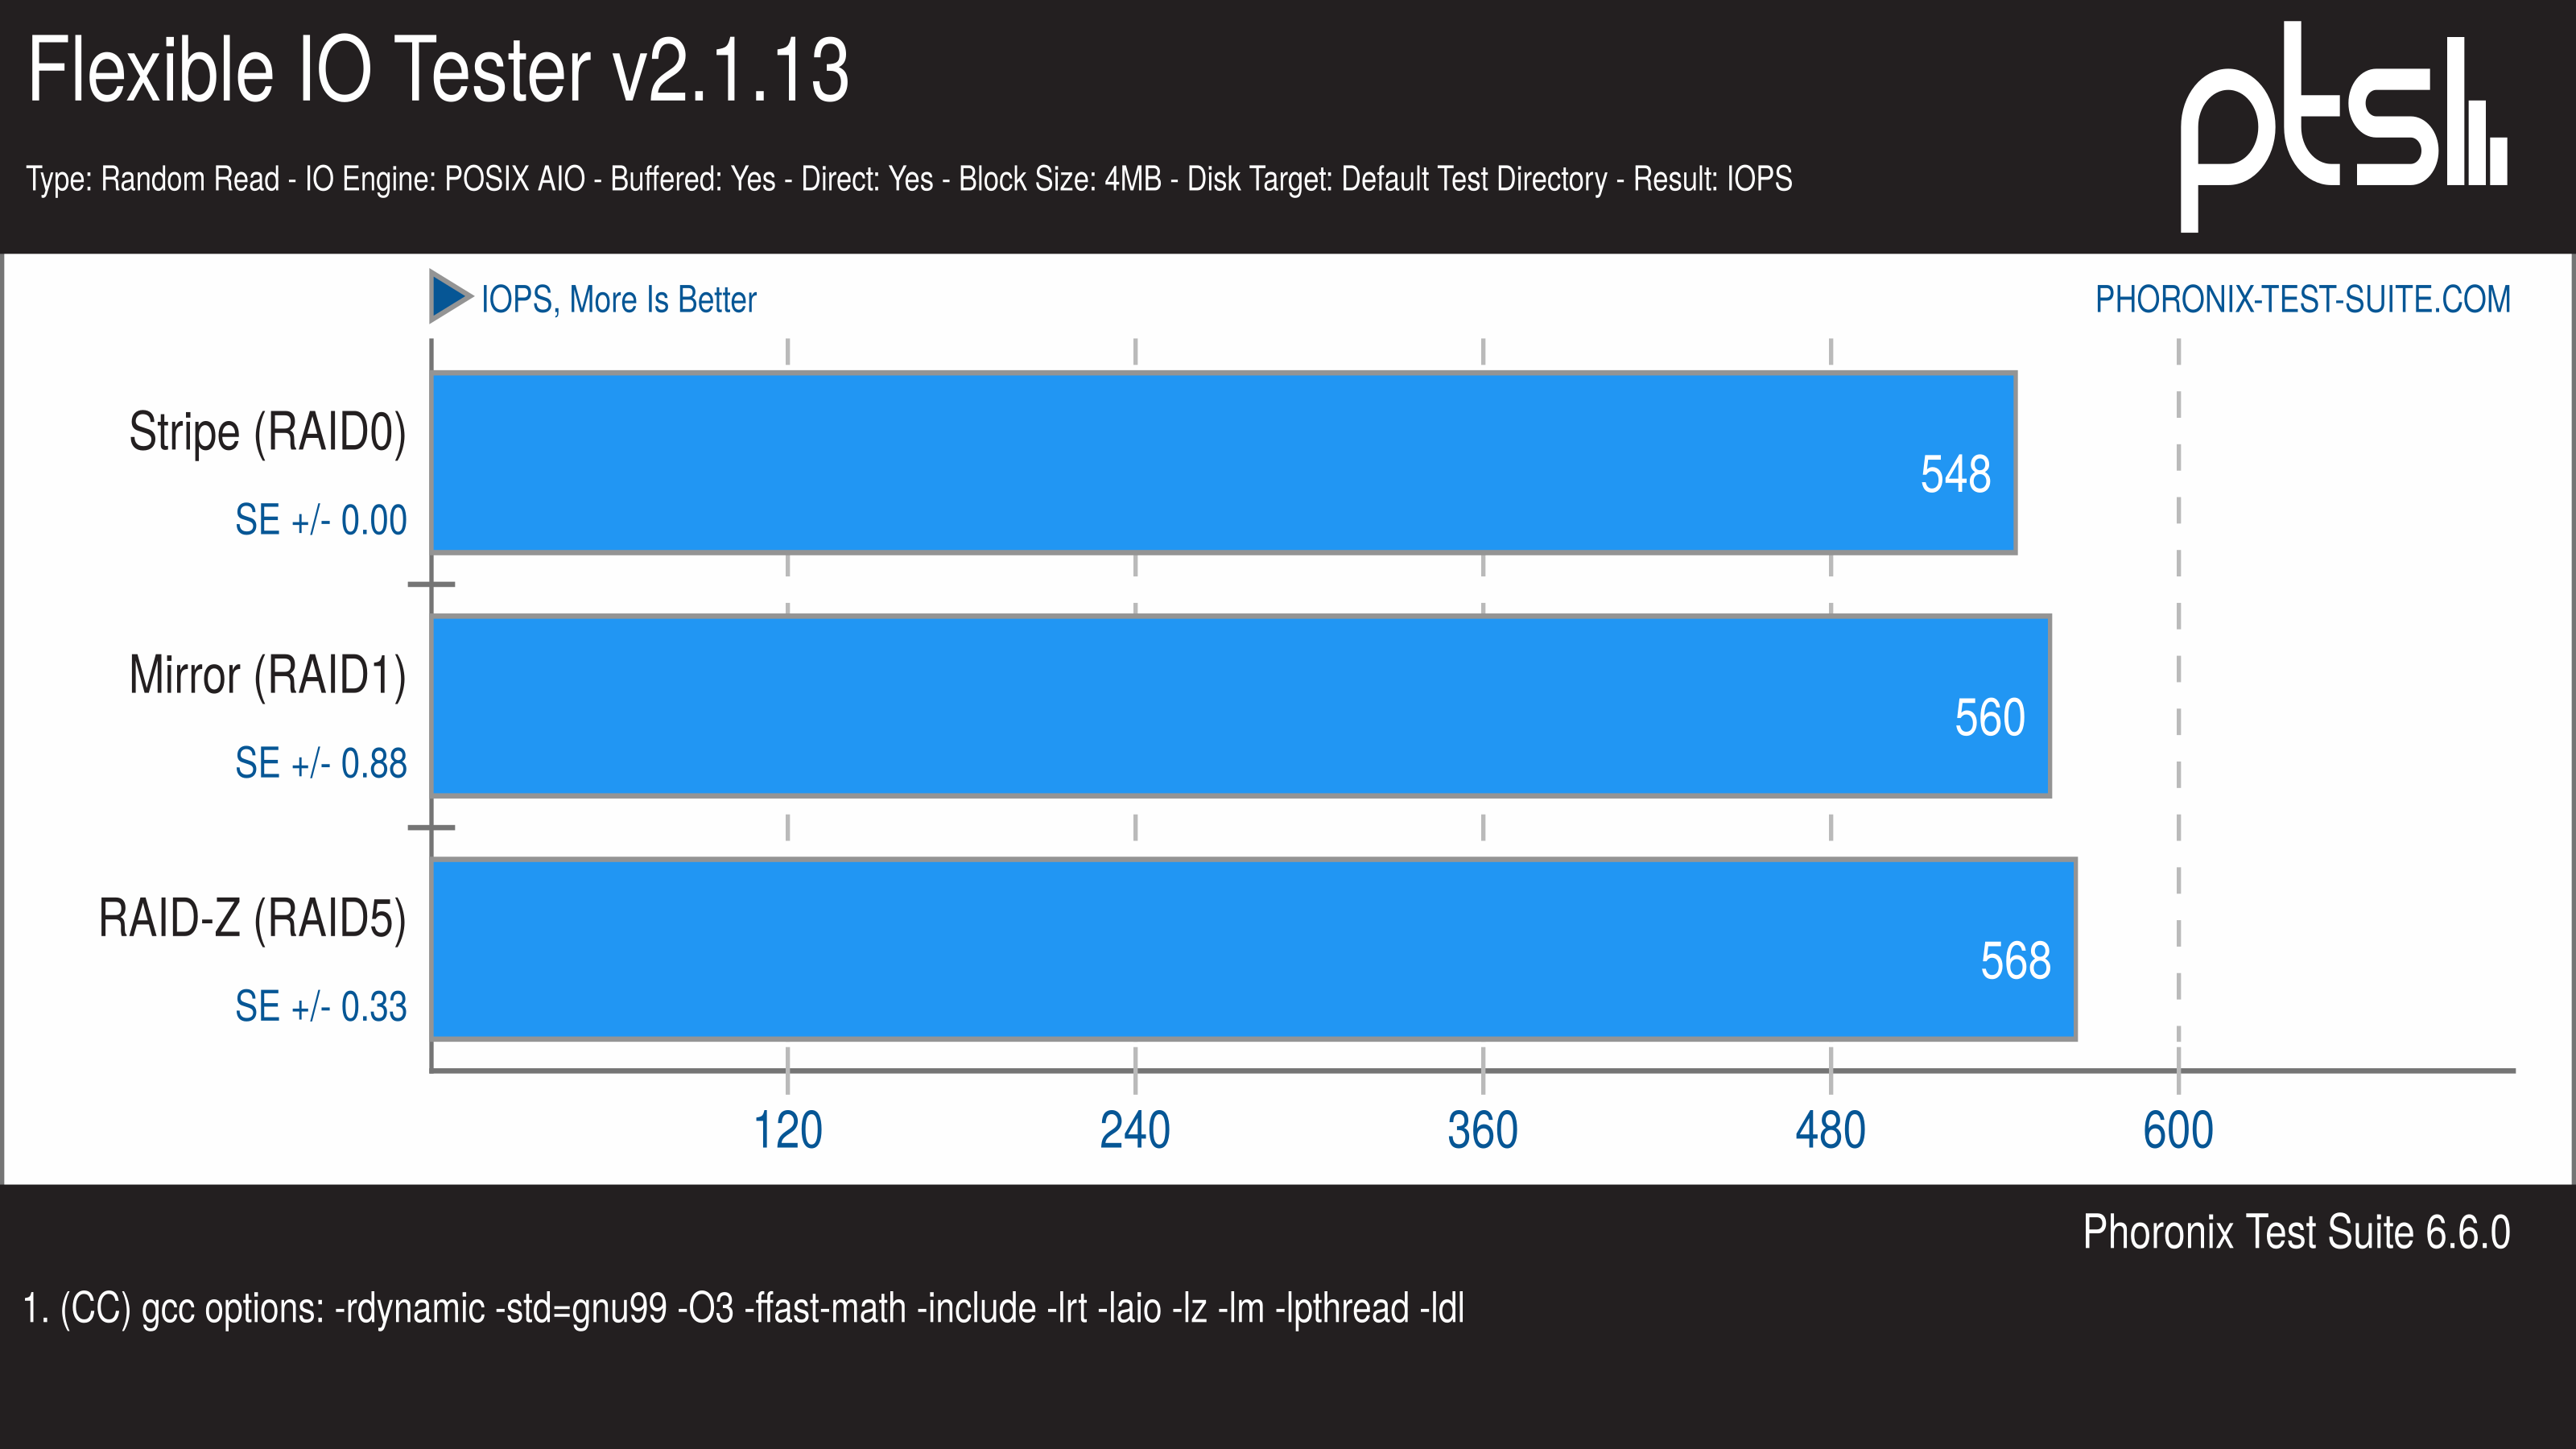 Flexible IO Tester v2.1.13
Type: Random Read - IO Engine: POSIX AIO - Buffered: Yes - Direct: Yes - Block Size: 4MB - Disk Target: Default Test Directory - Result: IOPS
pts
IOPS, More Is Better
PHORONIX-TEST-SUITE.COM
Stripe (RAID0)
548
SE +/- 0.00
Mirror (RAID1)
560
SE +/- 0.88
RAID-Z (RAID5)
568
SE +/- 0.33
120 240 360 480 600
Phoronix Test Suite 6.6.0
1. (CC) gcc options: -rdynamic -std=gnu99 -O3 -ffast-math -include -lrt -laio -lz -lm -lpthread -ldl